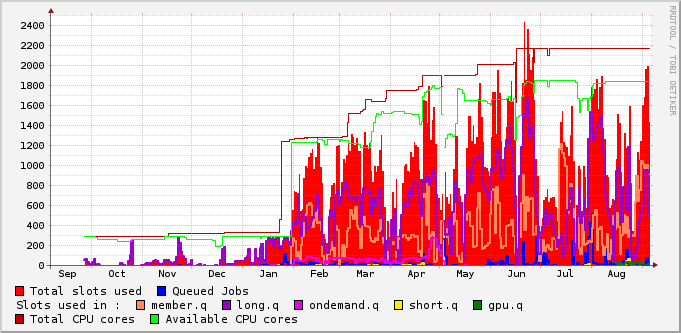 RRDTOOL / TOBI OETIKER
2400
2200
2000
1800
1600
1400
1200
1000
800
600
400
200
0
Sep Oct Nov Dec Jan Feb Mar Apr May Jun Jul Aug
Total slots used Queued Jobs
Slots used in : member.q long.q ondemand.q short.q gpu.q
Total CPU cores Available CPU cores